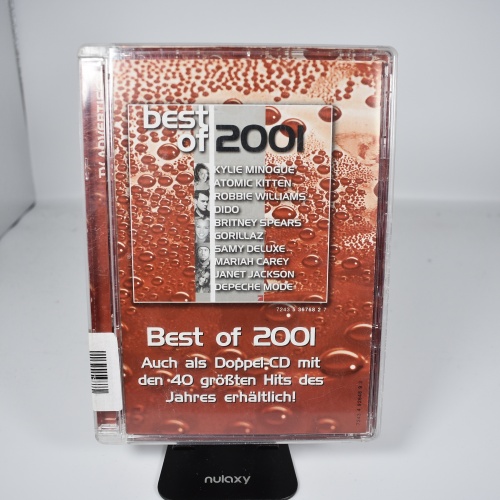 best
of 2001
KYLIE MINOGUE
ATOMIC KITTEN
ROBBIE WILLIAMS
DIDO
BRITNEY SPEARS
GORILLAZ
SAMY DELUXE
MARIAH CAREY
JANET JACKSON
DEPECHE MODE
Best of 2001
Auch als Doppel-CD mit
den 40 größten Hits des
Jahres erhältlich!
nulaxy